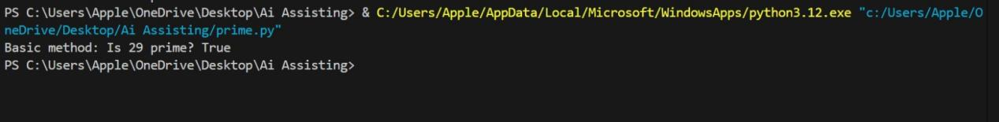 PS C:\Users\Apple\OneDrive\Desktop\Ai Assisting> & C:/Users/Apple/AppData/Local/Microsoft/WindowsApps/python3.12.exe "c:/Users/Apple/O
neDrive/Desktop/Ai Assisting/prime.py"
Basic method: Is 29 prime? True
PS C:\Users\Apple\OneDrive\Desktop\Ai Assisting>